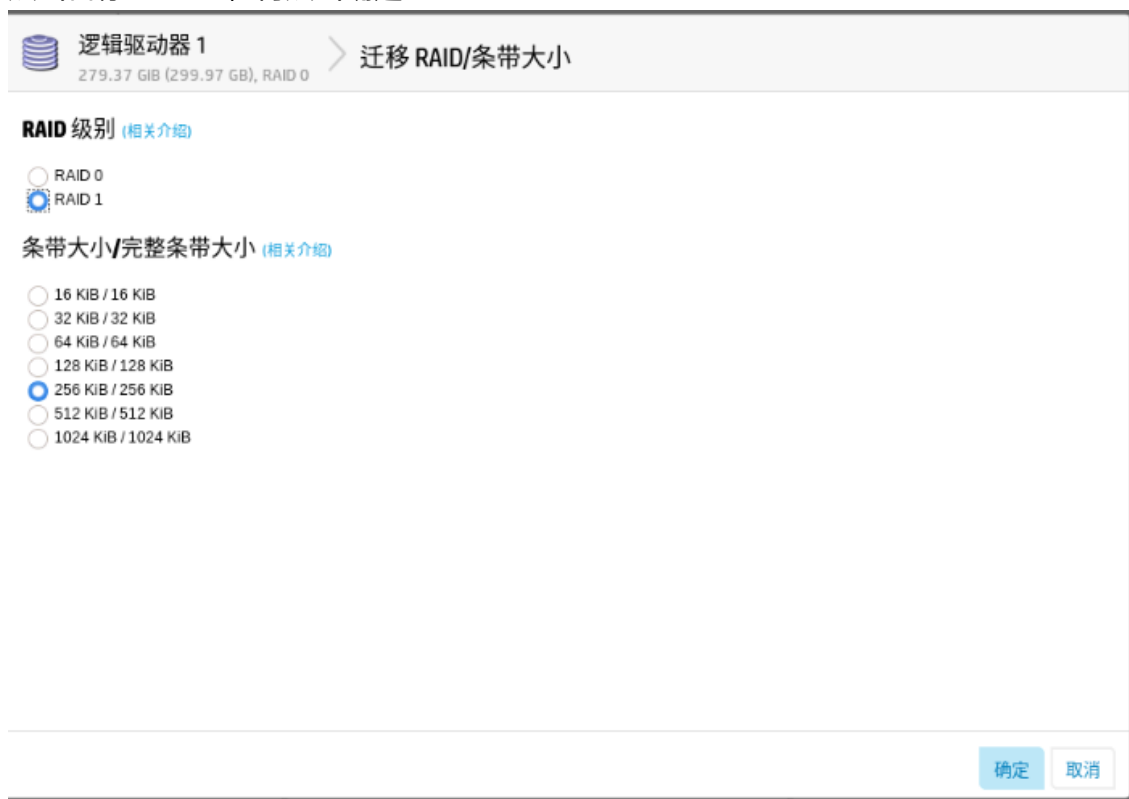 逻辑驱动器 1
279.37 GIB (299.97 GB), RAID 0
迁移 RAID/条带大小
RAID 级别 (相关介绍)
RAID 0
RAID 1
条带大小/完整条带大小 (相关介绍)
16 KiB / 16 KiB
32 KiB / 32 KiB
64 KiB / 64 KiB
128 KiB / 128 KiB
256 KiB / 256 KiB
512 KiB / 512 KiB
1024 KiB / 1024 KiB
确定
取消